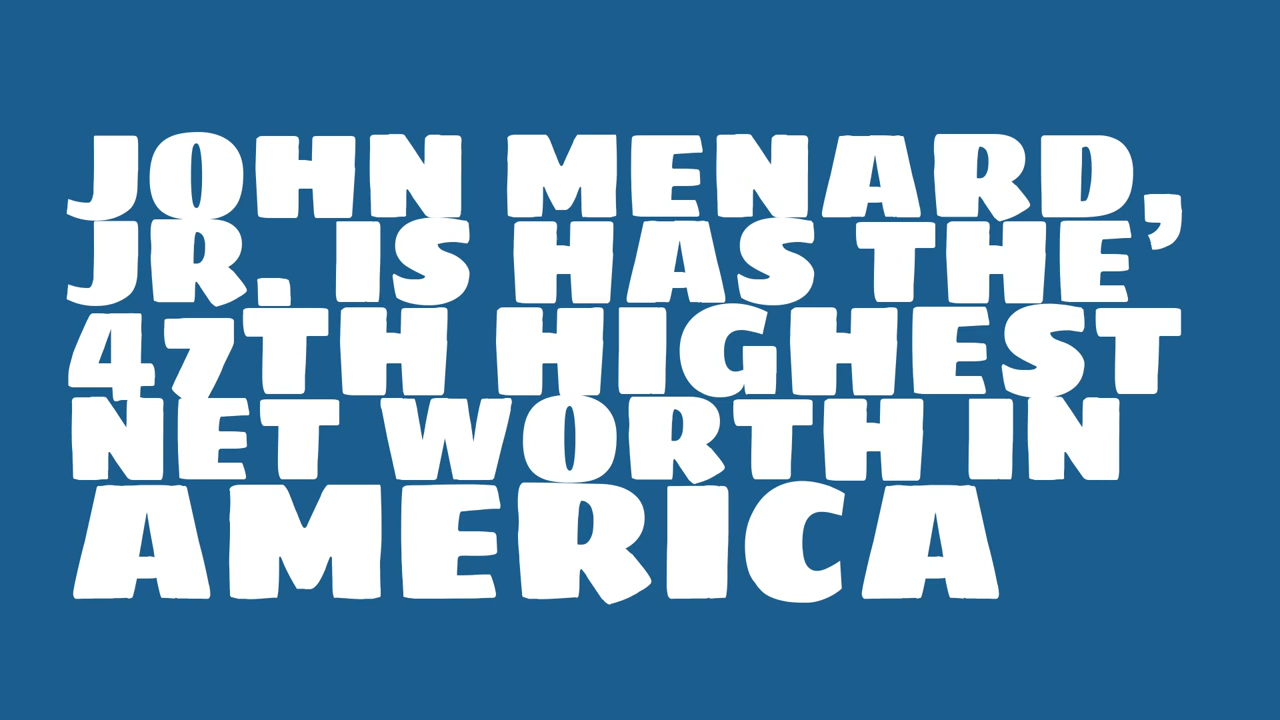 JOHN MENARD,
JR. IS HAS THE
47TH HIGHEST
NET WORTH IN
AMERICA